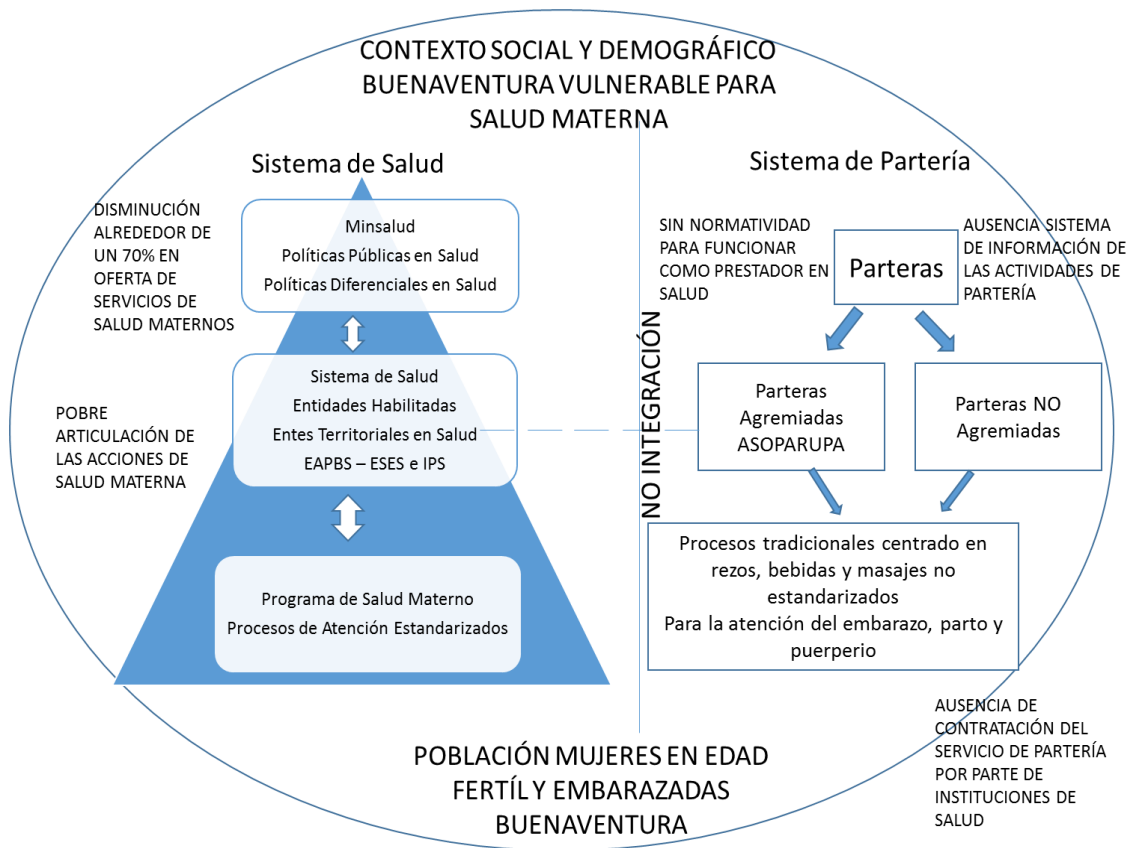 CONTEXTO SOCIAL Y DEMOGRÁFICO
BUENAVENTURA VULNERABLE PARA
SALUD MATERNA
Sistema de Salud
DISMINUCIÓN
ALREDEDOR DE
UN 70% EN
OFERTA DE
SERVICIOS DE
SALUD MATERNOS
Minsalud
Políticas Públicas en Salud
Políticas Diferenciales en Salud
POBRE
ARTICULACIÓN DE
LAS ACCIONES DE
SALUD MATERNA
Sistema de Salud
Entidades Habilitadas
Entes Territoriales en Salud
EAPBS – ESES e IPS
Programa de Salud Materno
Procesos de Atención Estandarizados
NO INTEGRACIÓN
Sistema de Partería
SIN NORMATIVIDAD
PARA FUNCIONAR
COMO PRESTADOR EN
SALUD
Parteras
AUSENCIA SISTEMA
DE INFORMACIÓN DE
LAS ACTIVIDADES DE
PARTERÍA
Parteras
Agremiadas
ASOPARUPA
Parteras NO
Agremiadas
Procesos tradicionales centrado en
rezos, bebidas y masajes no
estandarizados
Para la atención del embarazo, parto y
puerperio
AUSENCIA DE
CONTRATACIÓN DEL
SERVICIO DE PARTERÍA
POR PARTE DE
INSTITUCIONES DE
SALUD
POBLACIÓN MUJERES EN EDAD
FERTÍL Y EMBARAZADAS
BUENAVENTURA